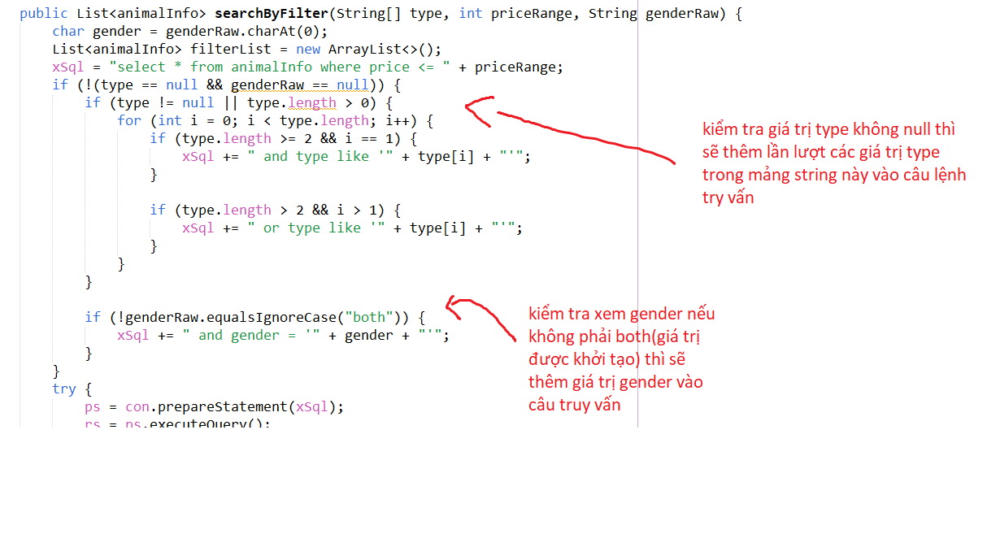 public List<animalInfo> searchByFilter(String[] type, int priceRange, String genderRaw) {
char gender = genderRaw.charAt(0);
List<animalInfo> filterList = new ArrayList<>();
xSql = "select * from animalInfo where price <= " + priceRange;
if (!(type == null && genderRaw == null)) {
if (type != null || type.length > 0) {
for (int i = 0; i < type.length; i++) {
if (type.length >= 2 && i == 1) {
xSql += " and type like '" + type[i] + "'";
}
if (type.length > 2 && i > 1) {
xSql += " or type like '" + type[i] + "'";
}
}
}
if (!genderRaw.equalsIgnoreCase("both")) {
xSql += " and gender = '" + gender + "'";
}
}
try {
ps = con.prepareStatement(xSql);
rs = ps.executeQuery();
kiểm tra giá trị type không null thì
sẽ thêm lần lượt các giá trị type
trong mảng string này vào câu lệnh
try vấn
kiểm tra xem gender nếu
không phải both(giá trị
được khởi tạo) thì sẽ
thêm giá trị gender vào
câu truy vấn